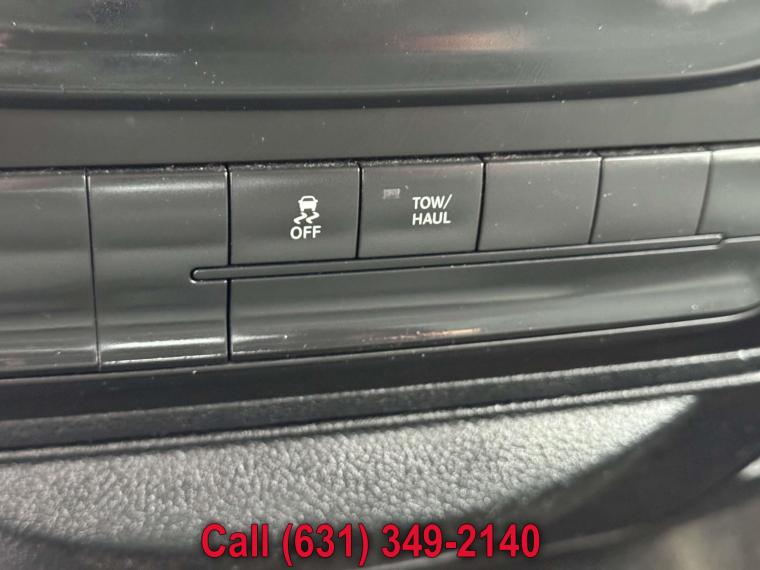 OFF
TOW/
HAUL
Call (631) 349-2140